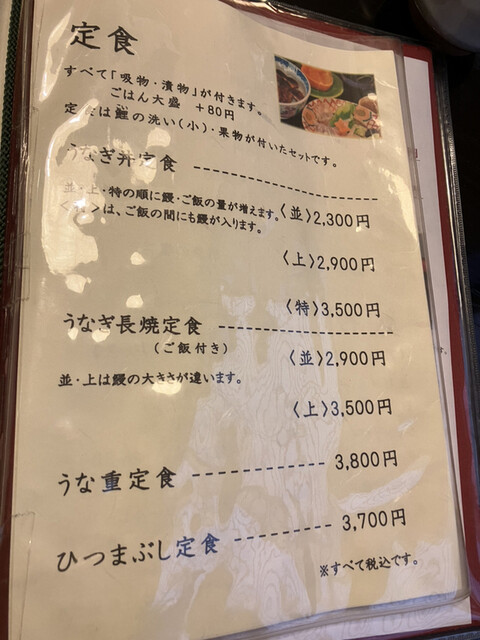 定食
すべて「吸物・漬物」が付きます。
ごはん大盛 +80円
定食は鯉の洗い(小)・果物が付いたセットです。
うなぎ丼定食
並・上・特の順に鰻・ご飯の量が増えます。
は、ご飯の間にも鰻が入ります。
〈並〉2,300円
〈上〉2,900円
〈特〉3,500円
うなぎ長焼定食
(ご飯付き)
〈並〉2,900円
並・上は鰻の大きさが違います。
〈上〉3,500円
うな重定食 3,800円
ひつまぶし定食 3,700円
※すべて税込です。